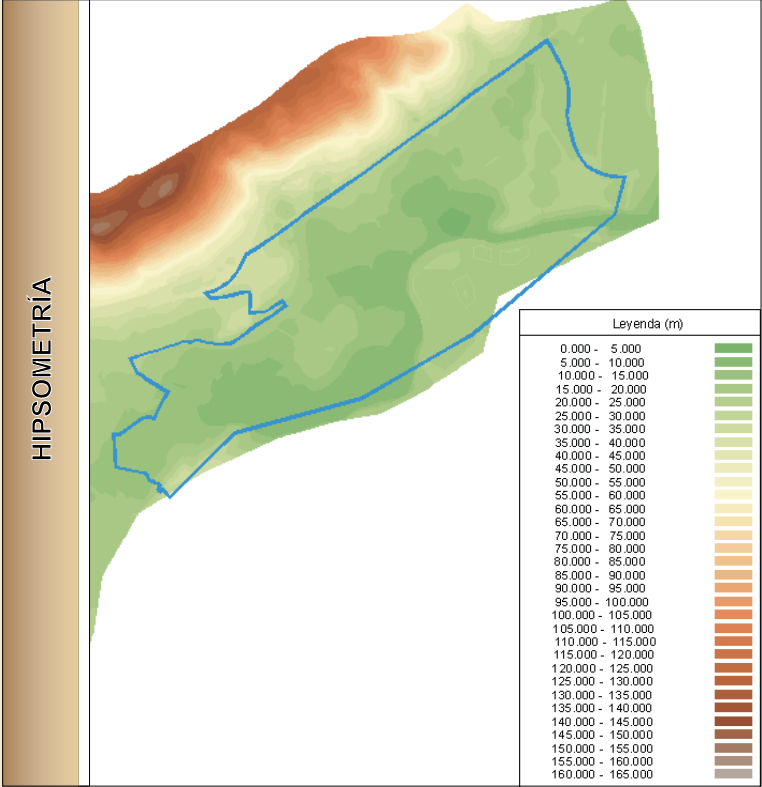 HIPSOMETRÍA
Leyenda (m)
0.000 - 5.000
5.000 - 10.000
10.000 - 15.000
15.000 - 20.000
20.000 - 25.000
25.000 - 30.000
30.000 - 35.000
35.000 - 40.000
40.000 - 45.000
45.000 - 50.000
50.000 - 55.000
55.000 - 60.000
60.000 - 65.000
65.000 - 70.000
70.000 - 75.000
75.000 - 80.000
80.000 - 85.000
85.000 - 90.000
90.000 - 95.000
95.000 - 100.000
100.000 - 105.000
105.000 - 110.000
110.000 - 115.000
115.000 - 120.000
120.000 - 125.000
125.000 - 130.000
130.000 - 135.000
135.000 - 140.000
140.000 - 145.000
145.000 - 150.000
150.000 - 155.000
155.000 - 160.000
160.000 - 165.000